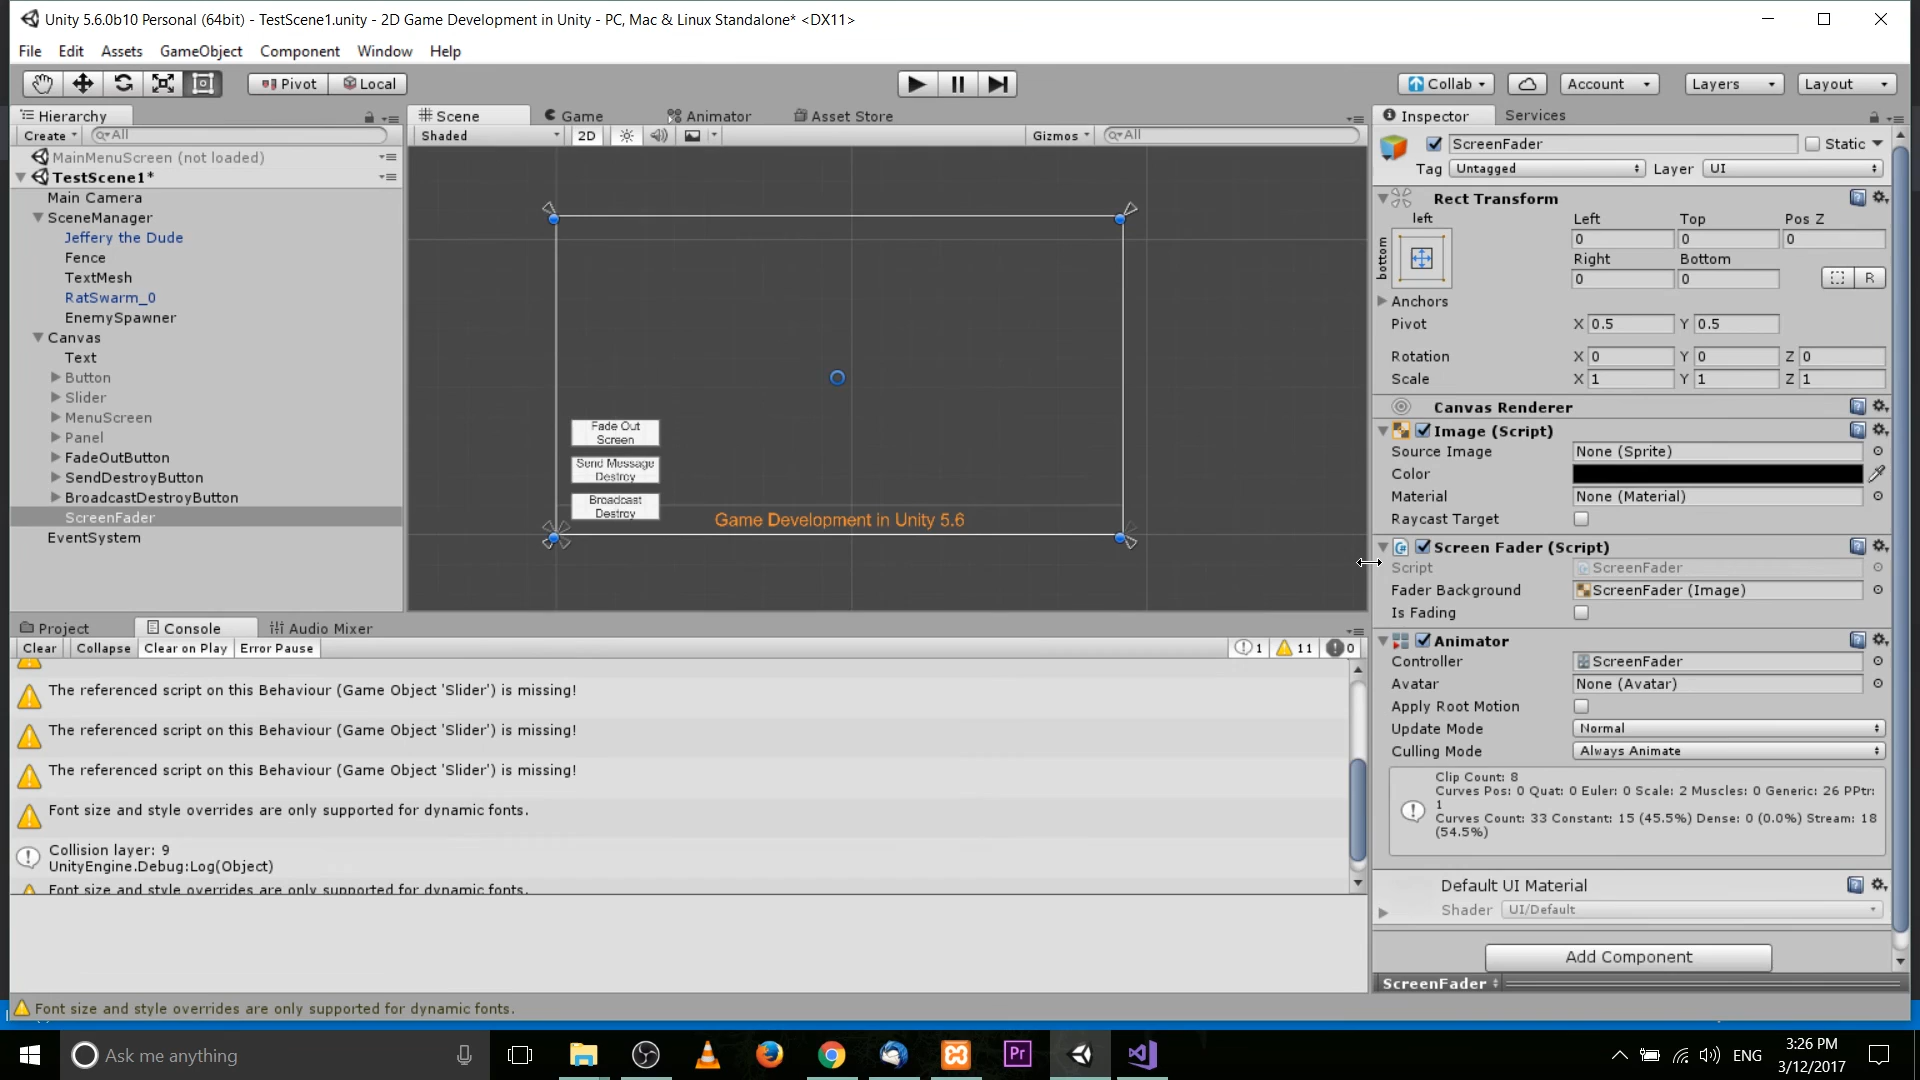 Unity 5.6.0b10 Personal (64bit) - TestScene1.unity - 2D Game Development in Unity - PC, Mac & Linux Standalone* <DX11>
File Edit Assets GameObject Component Window Help
Pivot Local Collab Account Layers Layout
Hierarchy
Create All
MainMenuScreen (not loaded)
TestScene1*
Main Camera
SceneManager
Jeffery the Dude
Fence
TextMesh
RatSwarm_0
EnemySpawner
Canvas
Text
Button
Slider
MenuScreen
Panel
FadeOutButton
SendDestroyButton
BroadcastDestroyButton
ScreenFader
EventSystem
Scene Game Animator Asset Store
Shaded 2D Gizmos All
Fade Out
Screen
Send Message
Destroy
Broadcast
Destroy
Game Development in Unity 5.6
Project Console Audio Mixer
Clear Collapse Clear on Play Error Pause 1 11 0
The referenced script on this Behaviour (Game Object 'Slider') is missing!
The referenced script on this Behaviour (Game Object 'Slider') is missing!
The referenced script on this Behaviour (Game Object 'Slider') is missing!
Font size and style overrides are only supported for dynamic fonts.
Collision layer: 9
UnityEngine.Debug:Log(Object)
Font size and style overrides are only supported for dynamic fonts.
Font size and style overrides are only supported for dynamic fonts.
Inspector Services
ScreenFader Static
Tag Untagged Layer UI
Rect Transform
left Left Top Pos Z
bottom 0 0 0
Right Bottom
0 0 R
Anchors
Pivot X 0.5 Y 0.5
Rotation X 0 Y 0 Z 0
Scale X 1 Y 1 Z 1
Canvas Renderer
Image (Script)
Source Image None (Sprite)
Color
Material None (Material)
Raycast Target
Screen Fader (Script)
Script ScreenFader
Fader Background ScreenFader (Image)
Is Fading
Animator
Controller ScreenFader
Avatar None (Avatar)
Apply Root Motion
Update Mode Normal
Culling Mode Always Animate
Clip Count: 8
Curves Pos: 0 Quat: 0 Euler: 0 Scale: 2 Muscles: 0 Generic: 26 PPtr:
1
Curves Count: 33 Constant: 15 (45.5%) Dense: 0 (0.0%) Stream: 18
(54.5%)
Default UI Material
Shader UI/Default
Add Component
ScreenFader
Ask me anything
Pr
ENG
3:26 PM
3/12/2017